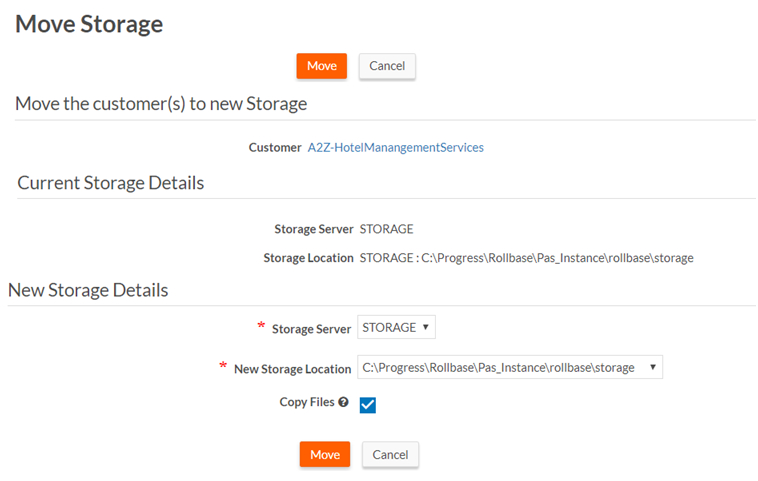 Move Storage
Move Cancel
Move the customer(s) to new Storage
Customer A2Z-HotelManangementServices
Current Storage Details
Storage Server STORAGE
Storage Location STORAGE : C:\Progress\Rollbase\Pas_Instance\rollbase\storage
New Storage Details
* Storage Server STORAGE
* New Storage Location C:\Progress\Rollbase\Pas_Instance\rollbase\storage
Copy Files ?
Move Cancel